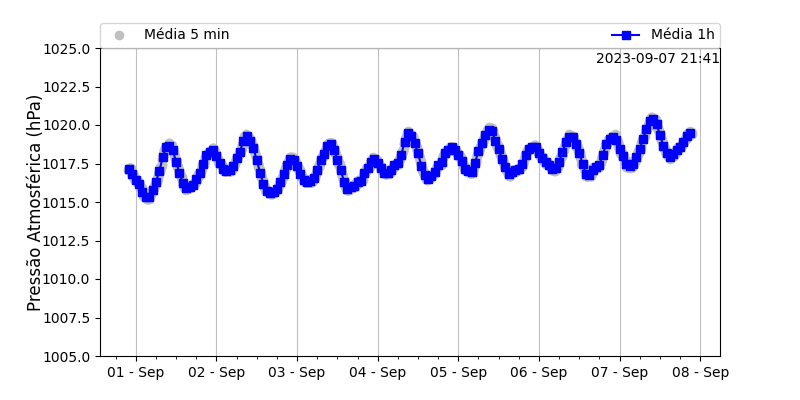 Média 5 min
Média 1h
2023-09-07 21:41
Pressão Atmosférica (hPa)
1025.0
1022.5
1020.0
1017.5
1015.0
1012.5
1010.0
1007.5
1005.0
01 - Sep
02 - Sep
03 - Sep
04 - Sep
05 - Sep
06 - Sep
07 - Sep
08 - Sep